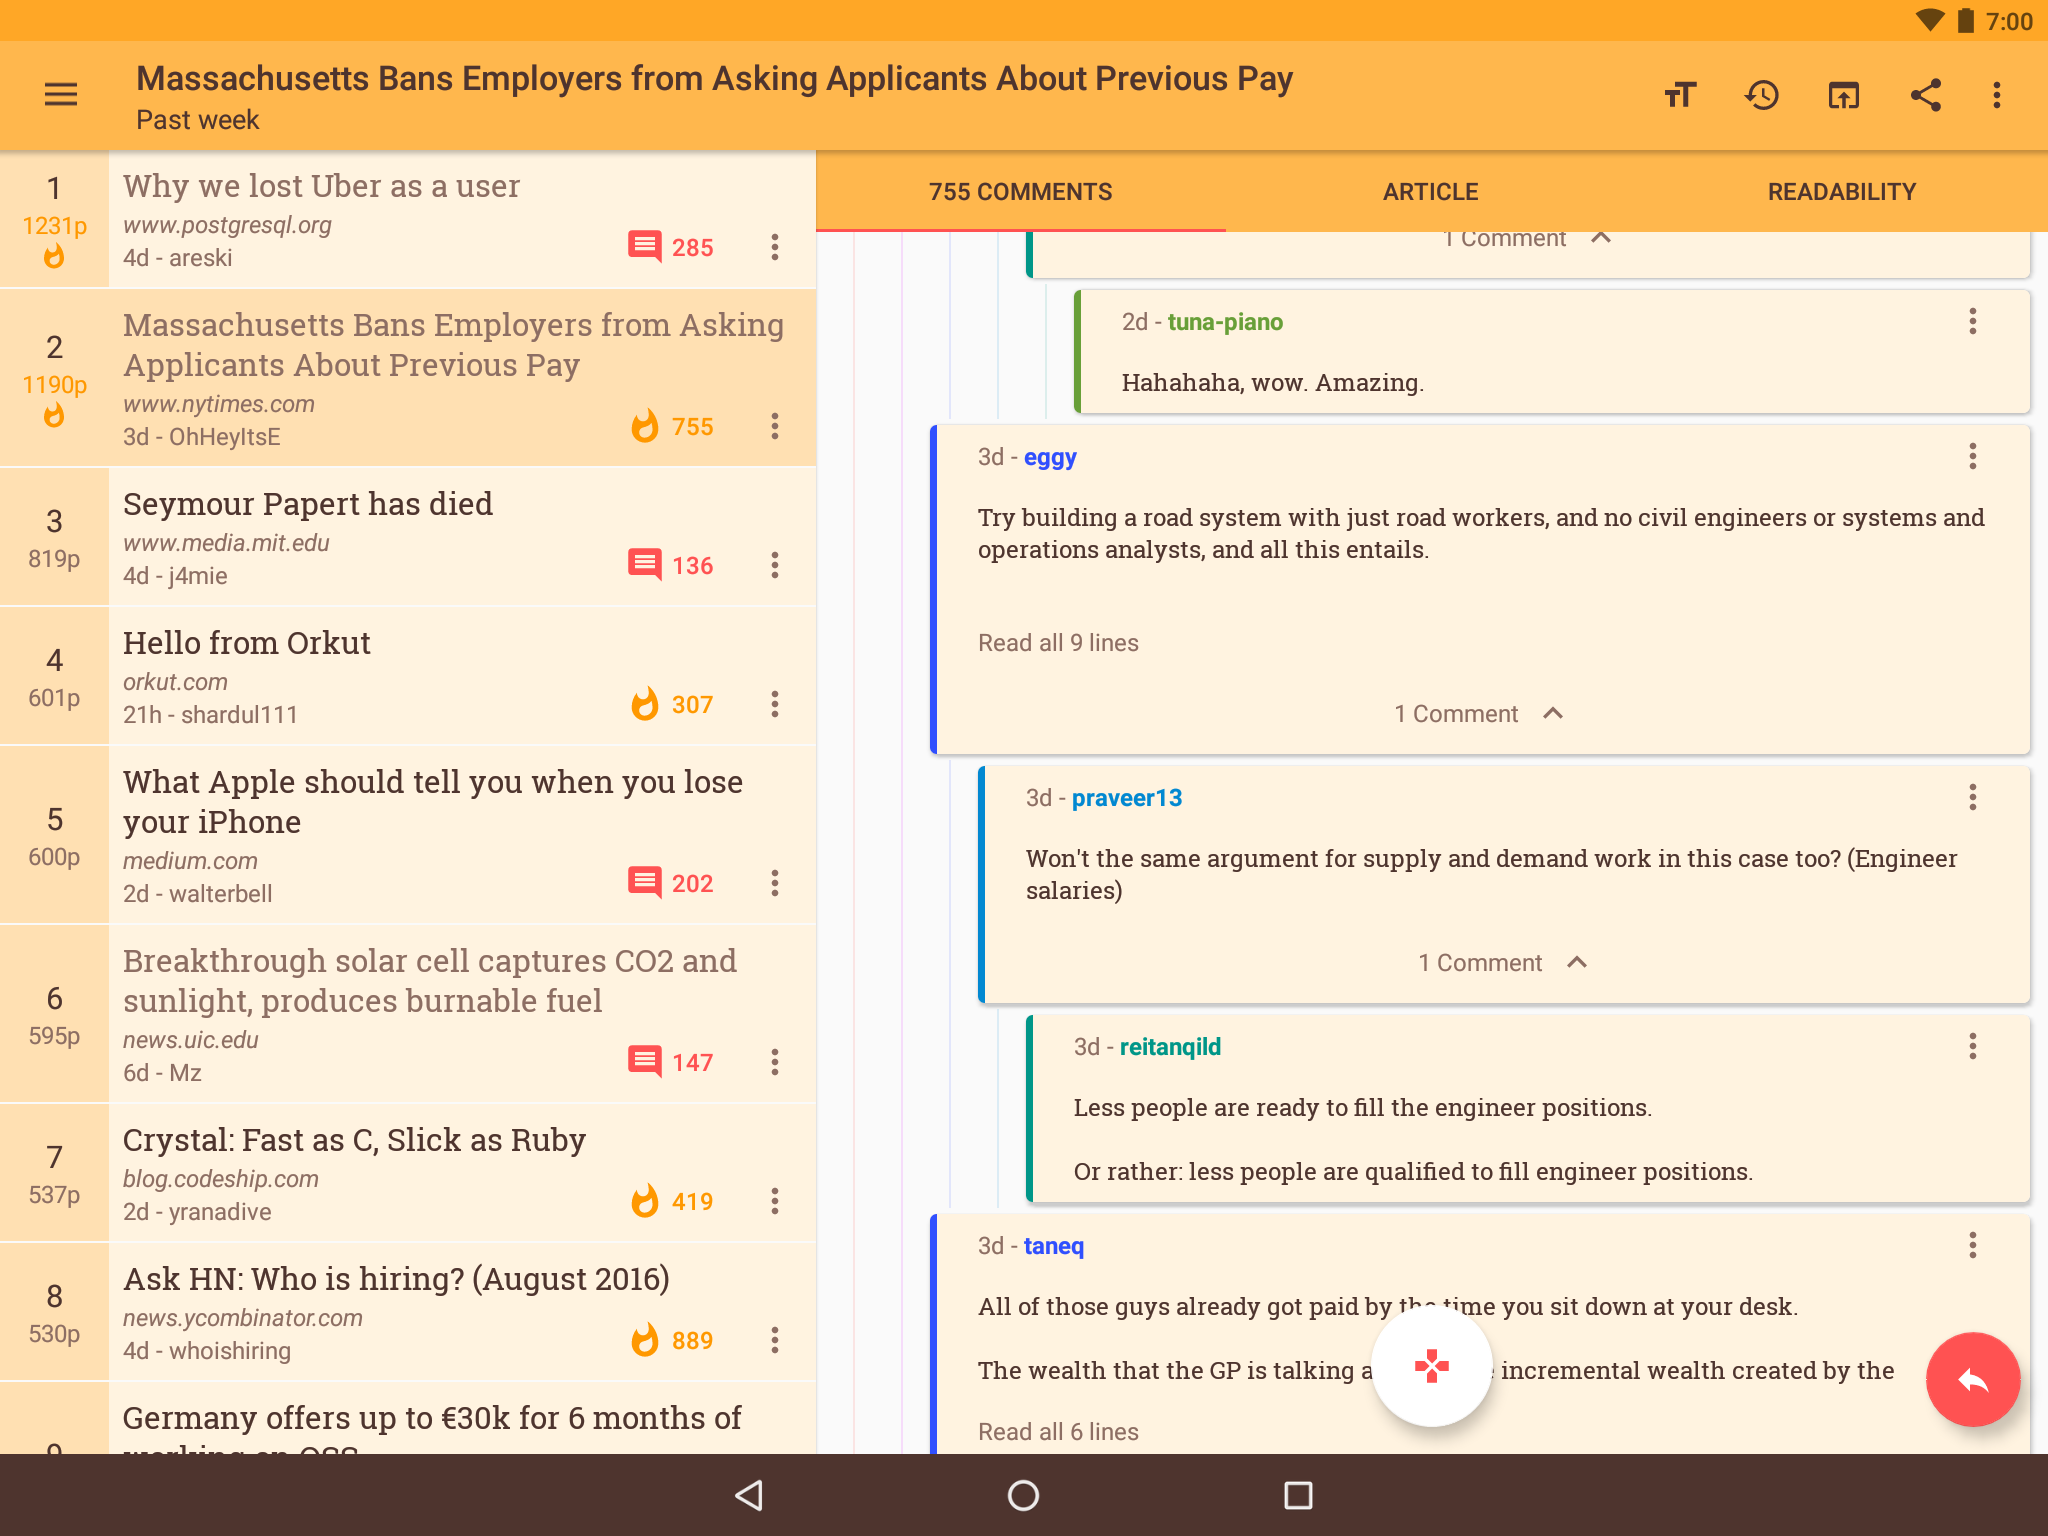 7:00
Massachusetts Bans Employers from Asking Applicants About Previous Pay
Past week
1
1231p
Why we lost Uber as a user
www.postgresql.org
4d - areski
285
2
1190p
Massachusetts Bans Employers from Asking
Applicants About Previous Pay
www.nytimes.com
3d - OhHeyItsE
755
3
819p
Seymour Papert has died
www.media.mit.edu
4d - j4mie
136
4
601p
Hello from Orkut
orkut.com
21h - shardul111
307
5
600p
What Apple should tell you when you lose
your iPhone
medium.com
2d - walterbell
202
6
595p
Breakthrough solar cell captures CO2 and
sunlight, produces burnable fuel
news.uic.edu
6d - Mz
147
7
537p
Crystal: Fast as C, Slick as Ruby
blog.codeship.com
2d - yranadive
419
8
530p
Ask HN: Who is hiring? (August 2016)
news.ycombinator.com
4d - whoishiring
889
9
Germany offers up to €30k for 6 months of
working on OSS
755 COMMENTS
ARTICLE
READABILITY
1 Comment
2d - tuna-piano
Hahahaha, wow. Amazing.
3d - eggy
Try building a road system with just road workers, and no civil engineers or systems and
operations analysts, and all this entails.
Read all 9 lines
1 Comment
3d - praveer13
Won't the same argument for supply and demand work in this case too? (Engineer
salaries)
1 Comment
3d - reitanqild
Less people are ready to fill the engineer positions.
Or rather: less people are qualified to fill engineer positions.
3d - taneq
All of those guys already got paid by the time you sit down at your desk.
The wealth that the GP is talking incremental wealth created by the
Read all 6 lines